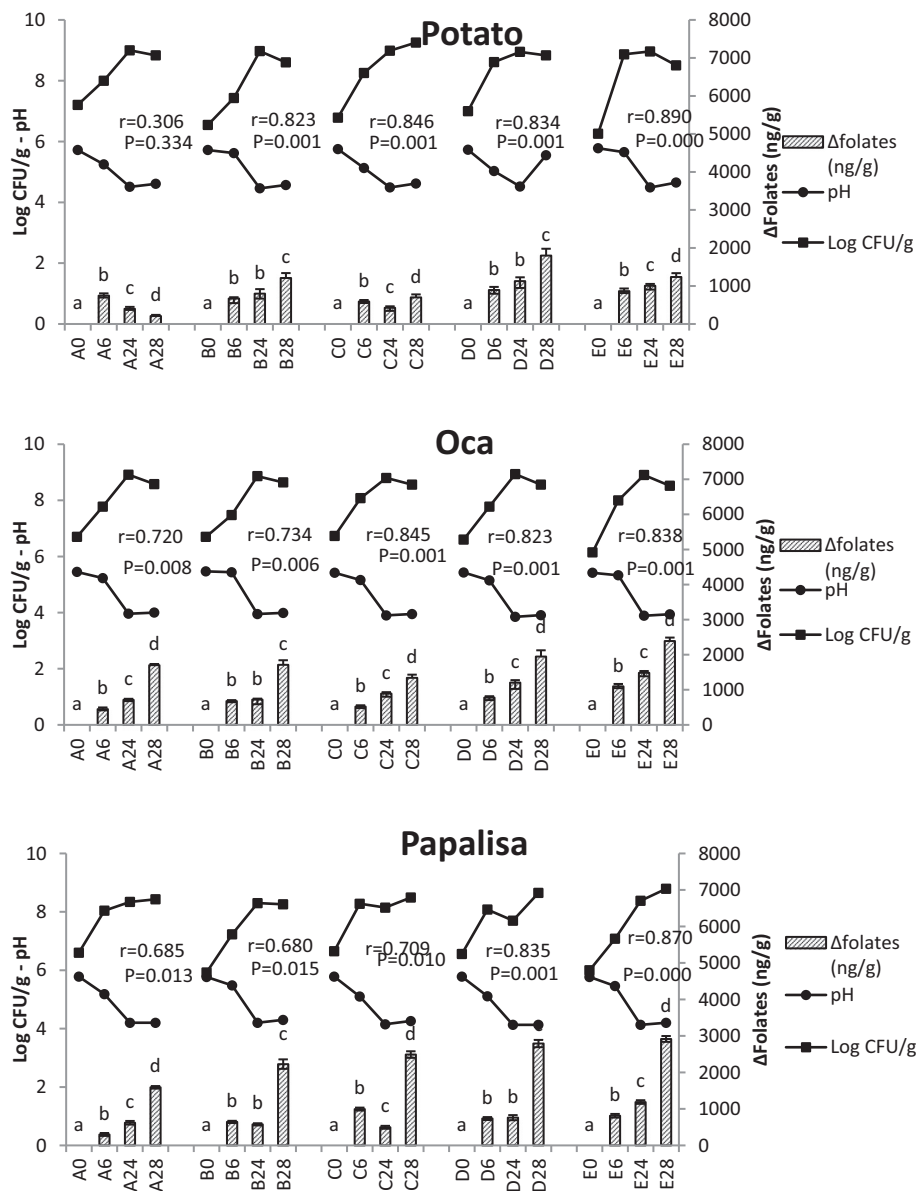 Potato
10
8
6
4
2
0
Log CFU/g - pH
8000
7000
6000
5000
4000
3000
2000
1000
0
ΔFolates (ng/g)
r=0.306
P=0.334
r=0.823
P=0.001
r=0.846
P=0.001
r=0.834
P=0.001
r=0.890
P=0.000
a b c d
a b b c
a b c d
a b b c
a b c d
A0 A6 A24 A28 B0 B6 B24 B28 C0 C6 C24 C28 D0 D6 D24 D28 E0 E6 E24 E28
Δfolates
(ng/g)
pH
Log CFU/g
Oca
10
8
6
4
2
0
Log CFU/g - pH
8000
7000
6000
5000
4000
3000
2000
1000
0
ΔFolates (ng/g)
r=0.720
P=0.008
r=0.734
P=0.006
r=0.845
P=0.001
r=0.823
P=0.001
r=0.838
P=0.001
a b c d
a b b c
a b c d
a b c d
a b c d
A0 A6 A24 A28 B0 B6 B24 B28 C0 C6 C24 C28 D0 D6 D24 D28 E0 E6 E24 E28
Δfolates
(ng/g)
pH
Log CFU/g
Papalisa
10
8
6
4
2
0
Log CFU/g - pH
8000
7000
6000
5000
4000
3000
2000
1000
0
ΔFolates (ng/g)
r=0.685
P=0.013
r=0.680
P=0.015
r=0.709
P=0.010
r=0.835
P=0.001
r=0.870
P=0.000
a b c d
a b b c
a b c d
a b b c
a b c d
A0 A6 A24 A28 B0 B6 B24 B28 C0 C6 C24 C28 D0 D6 D24 D28 E0 E6 E24 E28
Δfolates
(ng/g)
pH
Log CFU/g